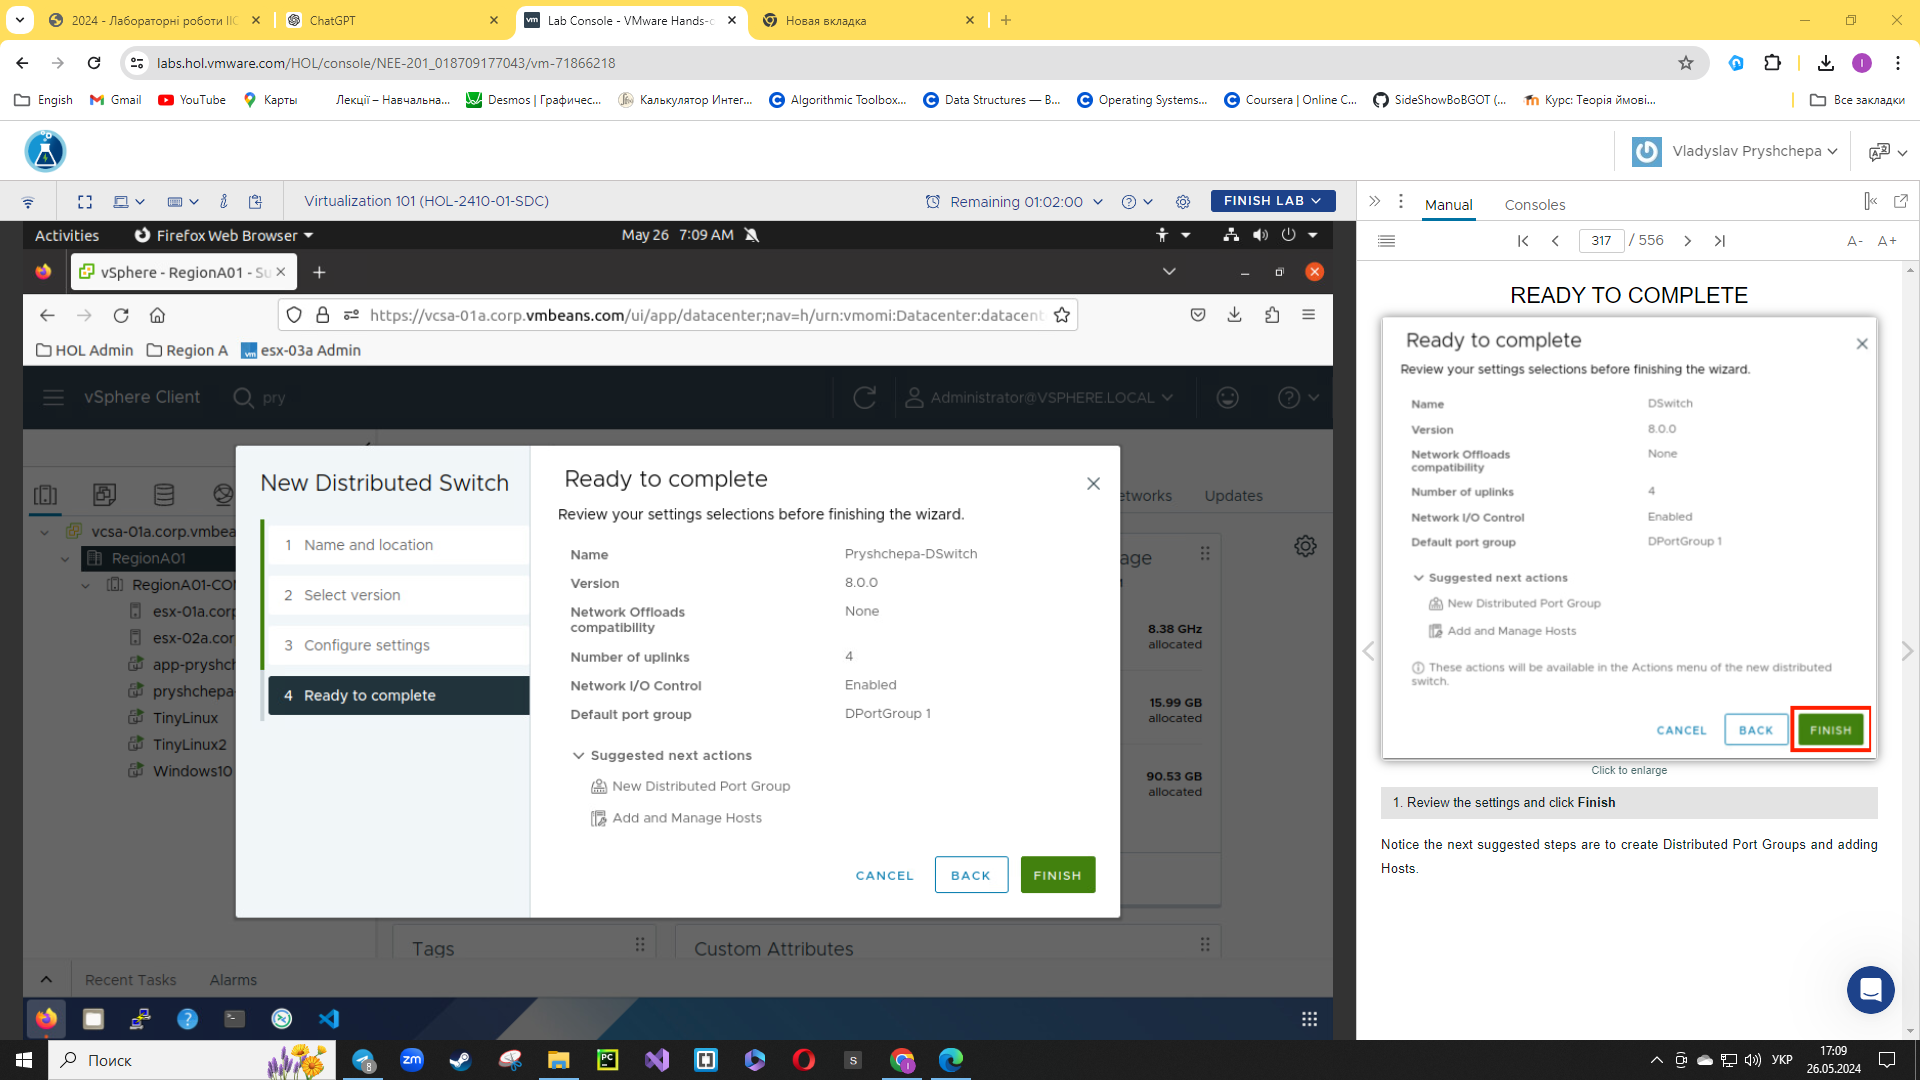 2024 - Лабораторні роботи ІІС
ChatGPT
Lab Console - VMware Hands-o
Новая вкладка
labs.hol.vmware.com/HOL/console/NEE-201_018709177043/vm-71866218
Engish
Gmail
YouTube
Карты
Лекції – Навчальна...
Desmos | Графичес...
Калькулятор Интег...
Algorithmic Toolbox...
Data Structures — B...
Operating Systems...
Coursera | Online C...
SideShowBoBGOT (...
Курс: Теорія ймові...
Все закладки
Vladyslav Pryshchepa
Virtualization 101 (HOL-2410-01-SDC)
Remaining 01:02:00
FINISH LAB
Manual
Consoles
317 / 556
A-
A+
Activities
Firefox Web Browser
May 26 7:09 AM
vSphere - RegionA01 - Su
https://vcsa-01a.corp.vmbeans.com/ui/app/datacenter;nav=h/urn:vmomi:Datacenter:datacent
HOL Admin
Region A
esx-03a Admin
vSphere Client
pry
Administrator@VSPHERE.LOCAL
etworks
Updates
vcsa-01a.corp.vmbea
RegionA01
RegionA01-CO
esx-01a.corp
esx-02a.cor
app-pryshch
pryshchepa-
TinyLinux
TinyLinux2
Windows10
New Distributed Switch
1 Name and location
2 Select version
3 Configure settings
4 Ready to complete
Ready to complete
Review your settings selections before finishing the wizard.
Name Pryshchepa-DSwitch
Version 8.0.0
Network Offloads compatibility None
Number of uplinks 4
Network I/O Control Enabled
Default port group DPortGroup 1
Suggested next actions
New Distributed Port Group
Add and Manage Hosts
CANCEL
BACK
FINISH
age
8.38 GHz
allocated
15.99 GB
allocated
90.53 GB
allocated
Tags
Custom Attributes
Recent Tasks
Alarms
READY TO COMPLETE
Ready to complete
Review your settings selections before finishing the wizard.
Name DSwitch
Version 8.0.0
Network Offloads compatibility None
Number of uplinks 4
Network I/O Control Enabled
Default port group DPortGroup 1
Suggested next actions
New Distributed Port Group
Add and Manage Hosts
These actions will be available in the Actions menu of the new distributed
switch.
CANCEL
BACK
FINISH
Click to enlarge
1. Review the settings and click Finish
Notice the next suggested steps are to create Distributed Port Groups and adding
Hosts.
Поиск
УКР
17:09
26.05.2024